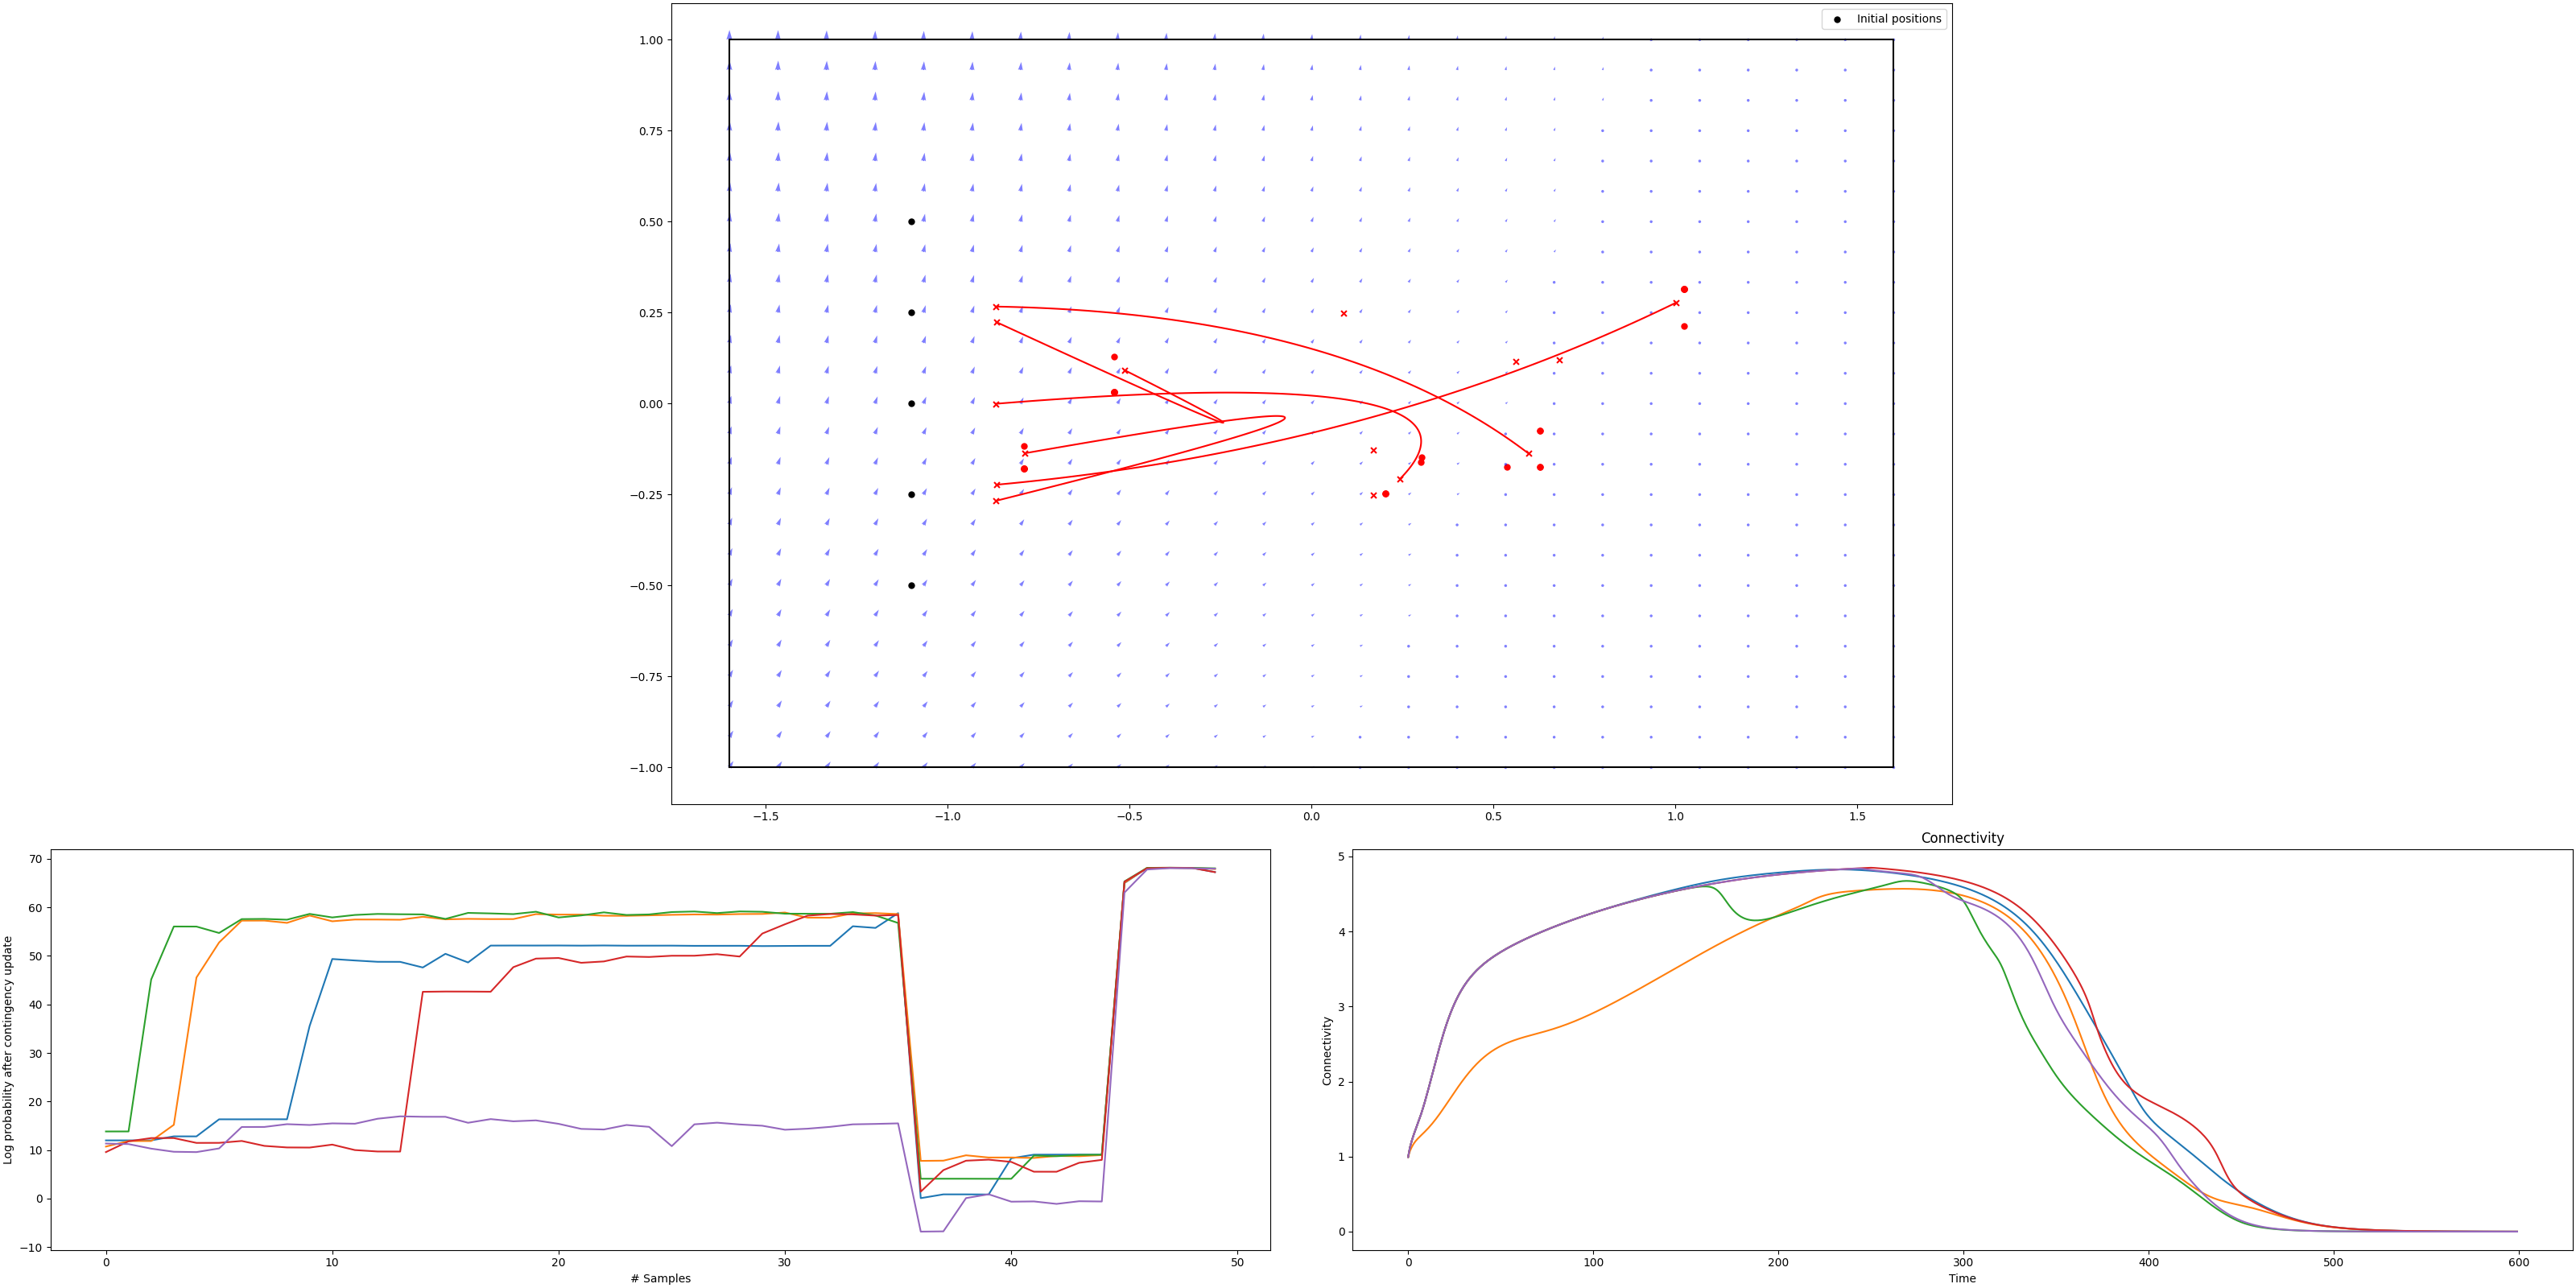 Initial positions
1.00
0.75
0.50
0.25
0.00
−0.25
−0.50
−0.75
−1.00
−1.5 −1.0 −0.5 0.0 0.5 1.0 1.5
Log probability after contingency update
70
60
50
40
30
20
10
0
−10
0 10 20 30 40 50
# Samples
Connectivity
Connectivity
5
4
3
2
1
0
0 100 200 300 400 500 600
Time